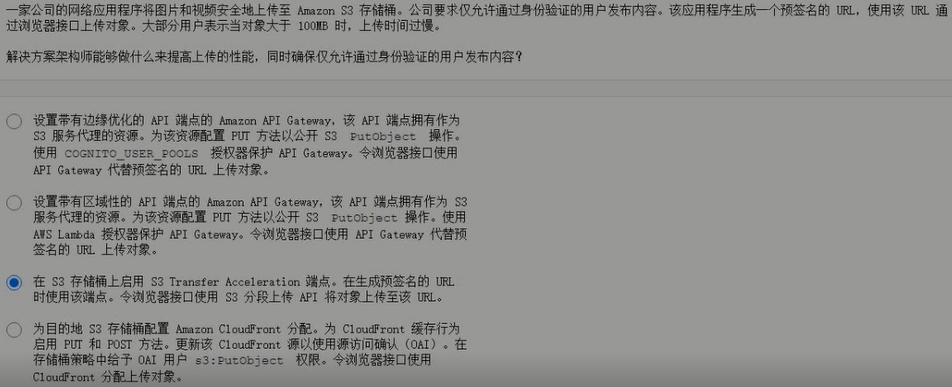 一家公司的网络应用程序将图片和视频安全地上传至 Amazon S3 存储桶。公司要求仅允许通过身份验证的用户发布内容。该应用程序生成一个预签名的 URL，使用该 URL 通
过浏览器接口上传对象。大部分用户表示当对象大于 100MB 时，上传时间过慢。
解决方案架构师能够做什么来提高上传的性能，同时确保仅允许通过身份验证的用户发布内容？
设置带有边缘优化的 API 端点的 Amazon API Gateway，该 API 端点拥有作为
S3 服务代理的资源。为该资源配置 PUT 方法以公开 S3 PutObject 操作。
使用 COGNITO_USER_POOLS 授权器保护 API Gateway。令浏览器接口使用
API Gateway 代替预签名的 URL 上传对象。
设置带有区域性的 API 端点的 Amazon API Gateway，该 API 端点拥有作为 S3
服务代理的资源。为该资源配置 PUT 方法以公开 S3 PutObject 操作。使用
AWS Lambda 授权器保护 API Gateway。令浏览器接口使用 API Gateway 代替预
签名的 URL 上传对象。
在 S3 存储桶上启用 S3 Transfer Acceleration 端点。在生成预签名的 URL
时使用该端点。令浏览器接口使用 S3 分段上传 API 将对象上传至该 URL。
为目的地 S3 存储桶配置 Amazon CloudFront 分配。为 CloudFront 缓存行为
启用 PUT 和 POST 方法。更新该 CloudFront 源以使用源访问确认（OAI）。在
存储桶策略中给予 OAI 用户 s3:PutObject 权限。令浏览器接口使用
CloudFront 分配上传对象。